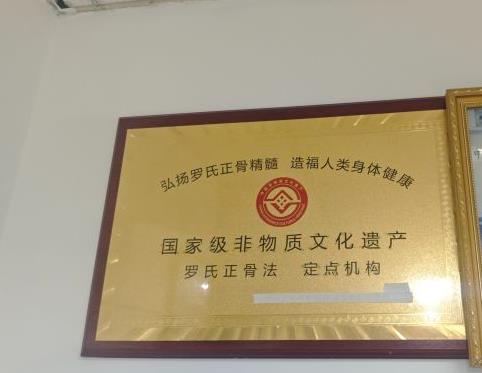 弘扬罗氏正骨精髓 造福人类身体健康
国家级非物质文化遗产
罗氏正骨法 定点机构